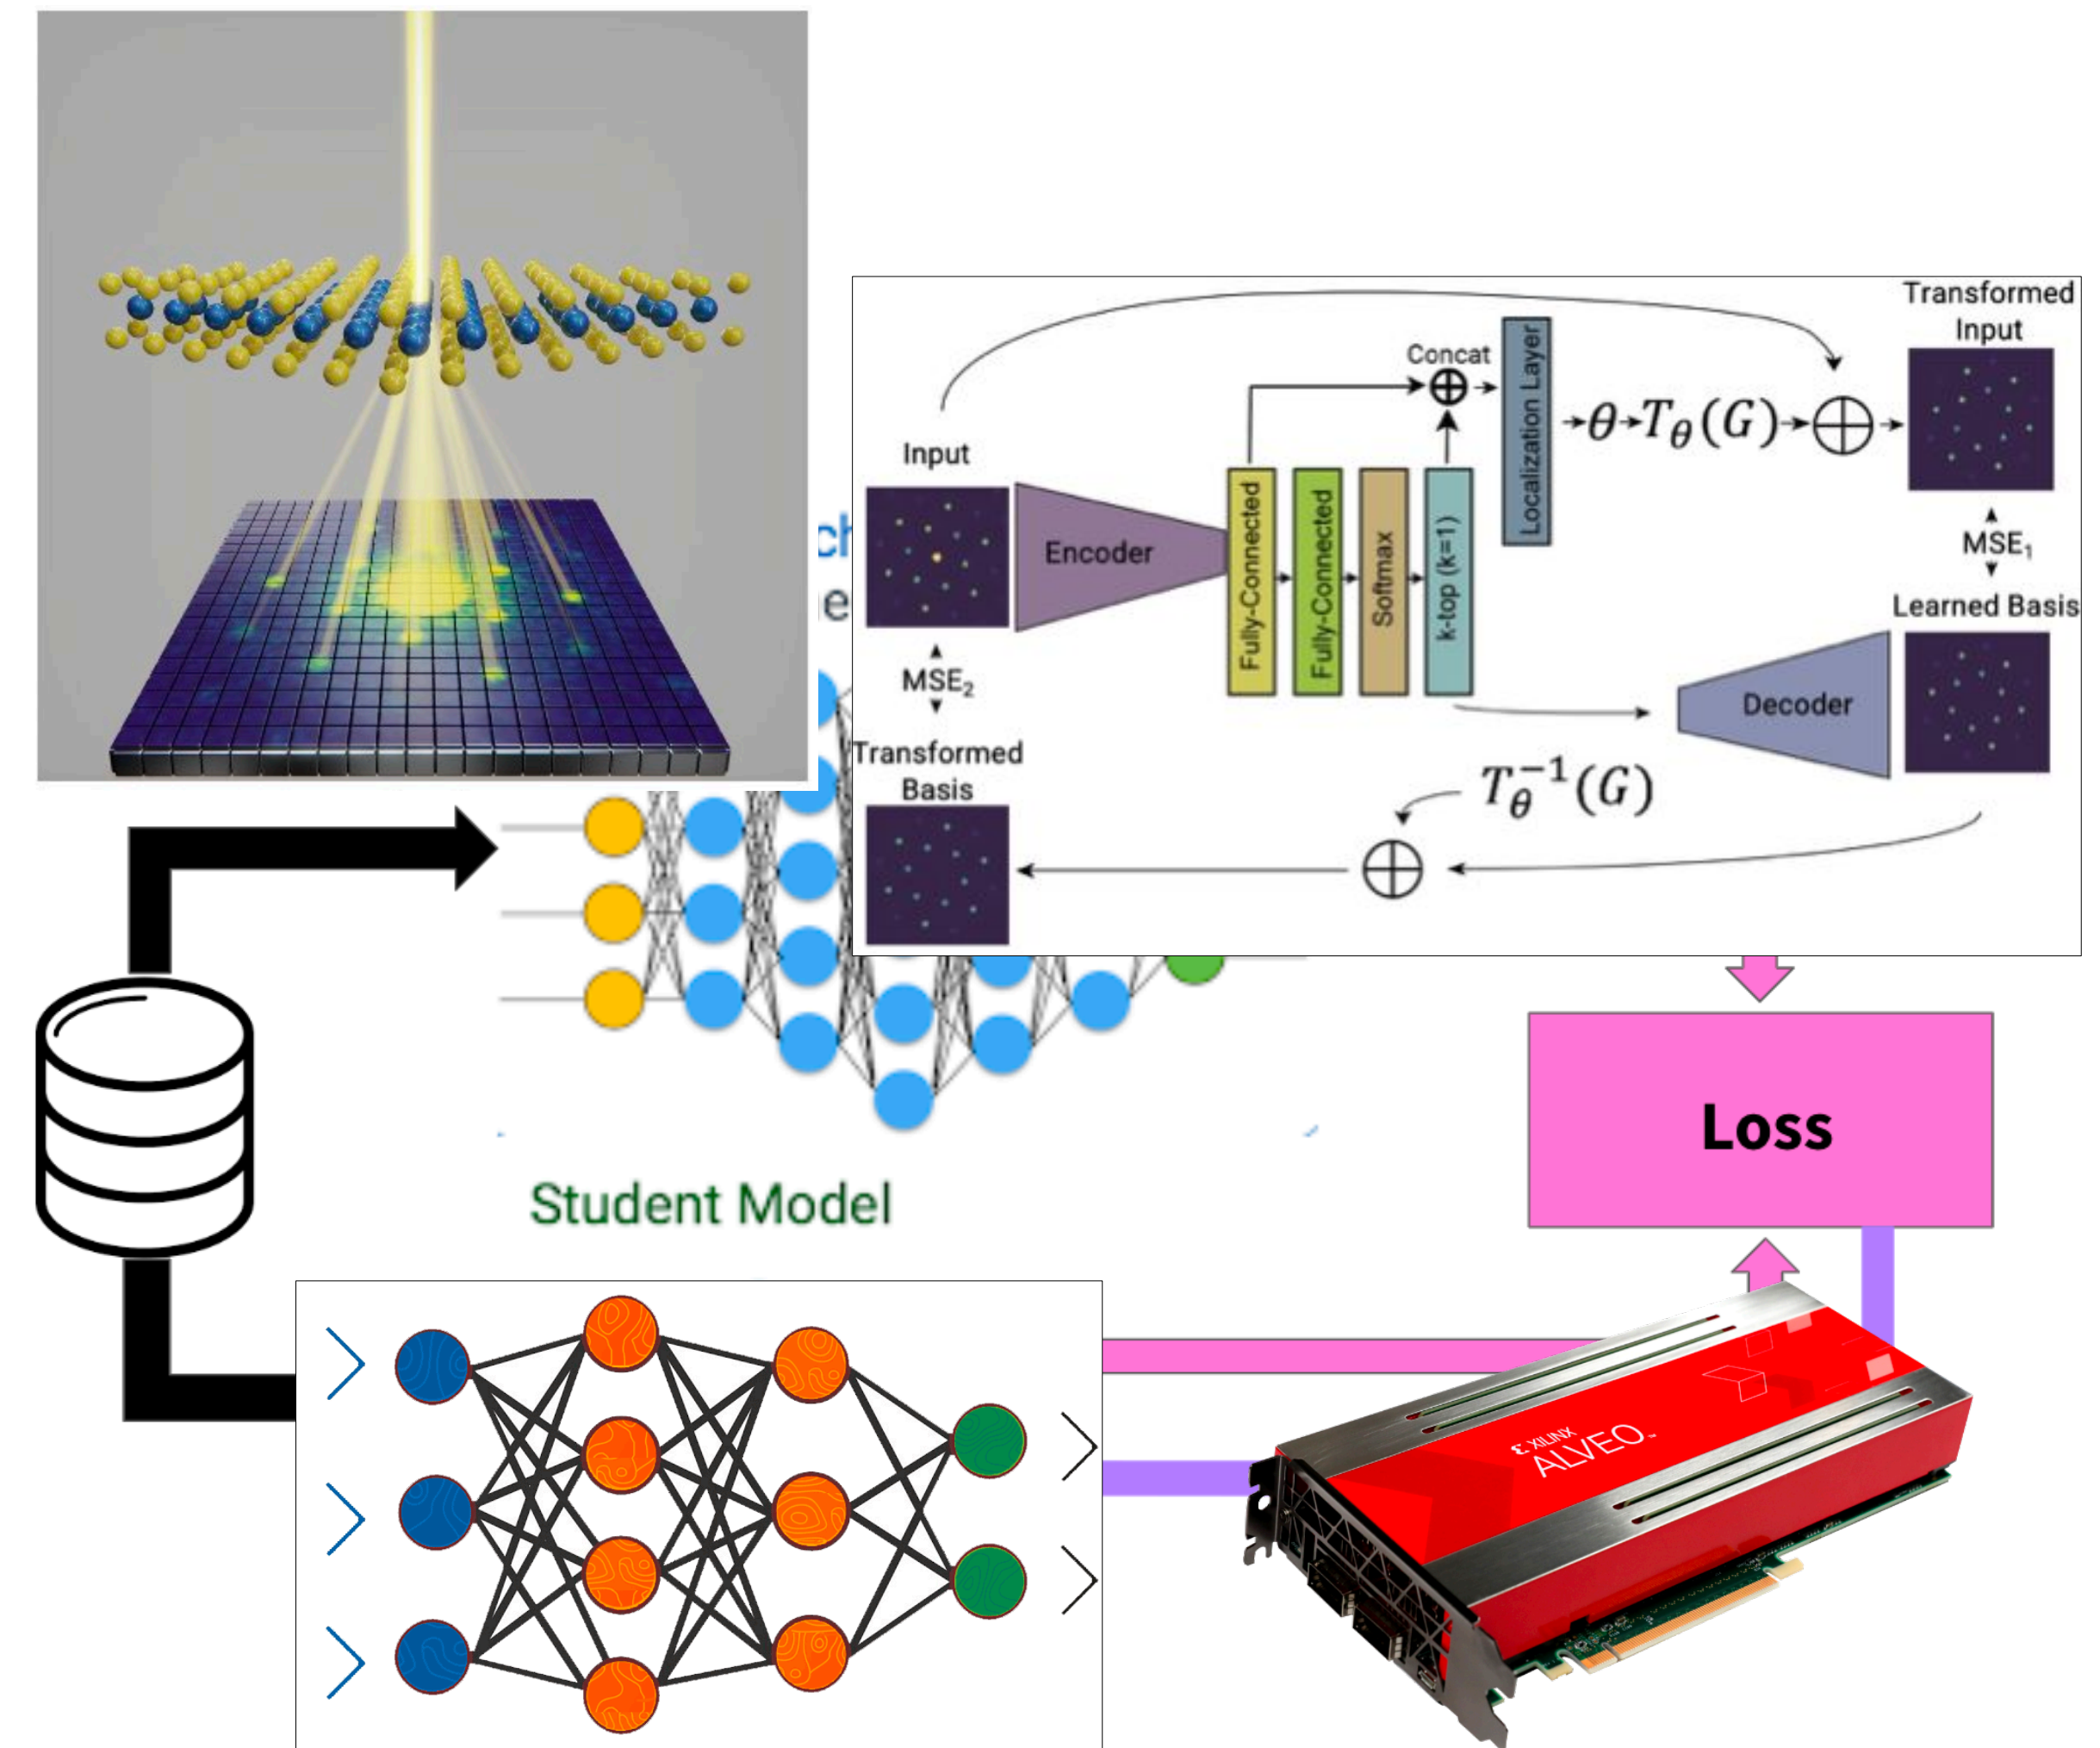 Transformed
Input
Concat
Localization Layer
θ
T_θ(G)
Input
Encoder
Fully-Connected
Fully-Connected
Softmax
k-top (k=1)
MSE₁
Learned Basis
MSE₂
Decoder
Transformed
Basis
T_θ⁻¹(G)
Loss
Student Model
XILINX
ALVEO